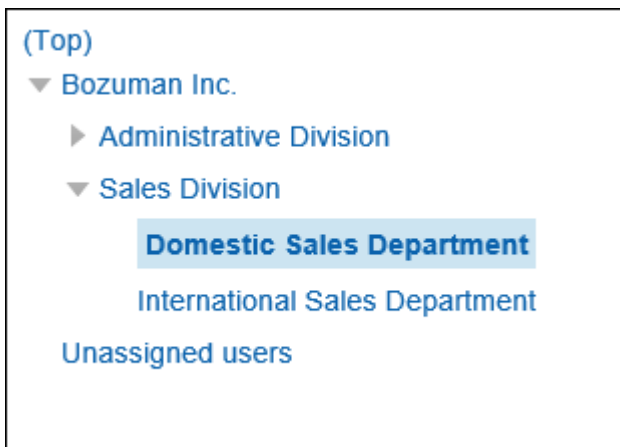 (Top)
Bozuman Inc.
Administrative Division
Sales Division
Domestic Sales Department
International Sales Department
Unassigned users